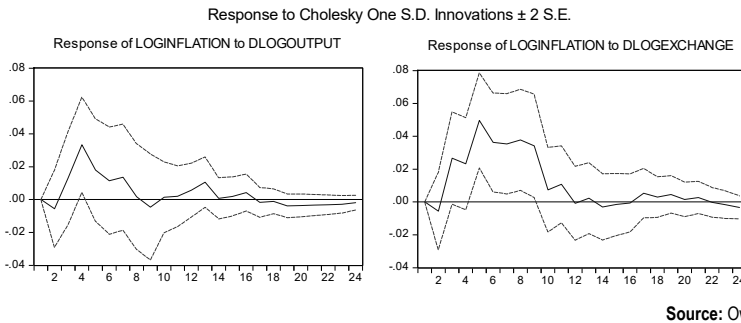 Response to Cholesky One S.D. Innovations ± 2 S.E.
Response of LOGINFLATION to DLOGOUTPUT
Response of LOGINFLATION to DLOGEXCHANGE
.08
.06
.04
.02
.00
-.02
-.04
2 4 6 8 10 12 14 16 18 20 22 24
.08
.06
.04
.02
.00
-.02
-.04
2 4 6 8 10 12 14 16 18 20 22 24
Source: